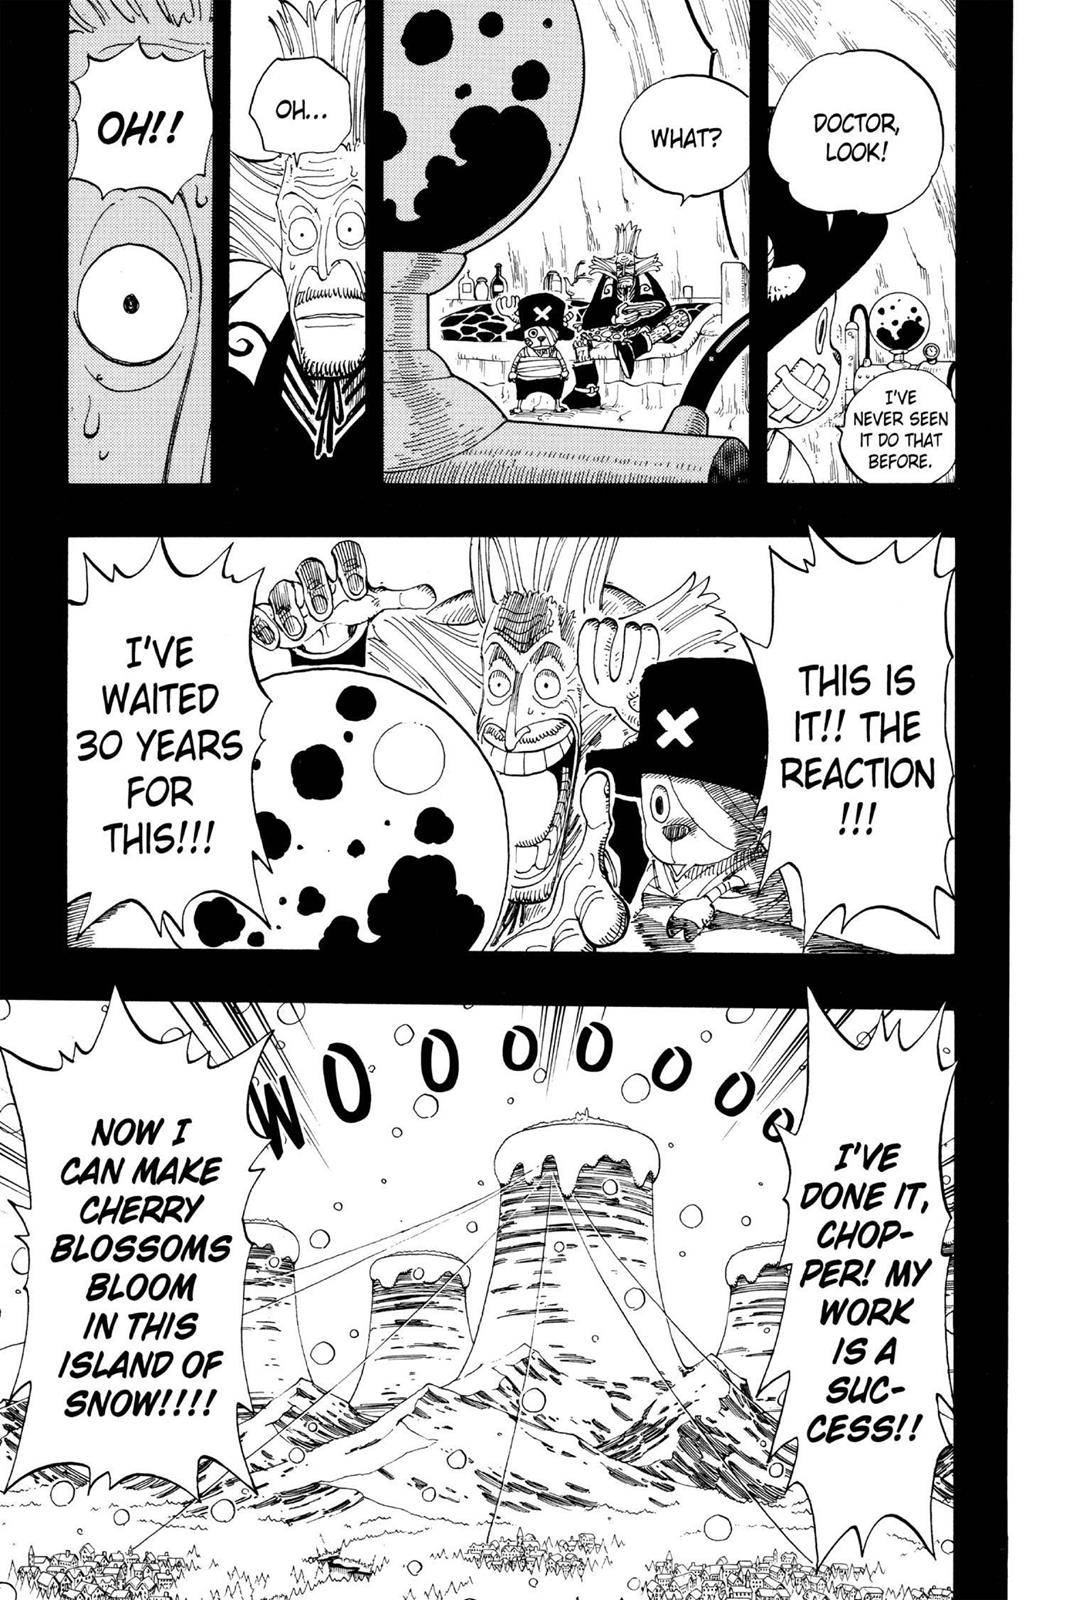 DOCTOR,
LOOK!
I'VE
NEVER SEEN
IT DO THAT
BEFORE.
WHAT?
OH...
OH!!
THIS IS
IT!! THE
REACTION
!!!
I'VE
WAITED
30 YEARS
FOR
THIS!!!
I'VE
DONE IT,
CHOP-
PER! MY
WORK
IS A
SUC-
CESS!!
WOOOOOOO
NOW I
CAN MAKE
CHERRY
BLOSSOMS
BLOOM
IN THIS
ISLAND OF
SNOW!!!!